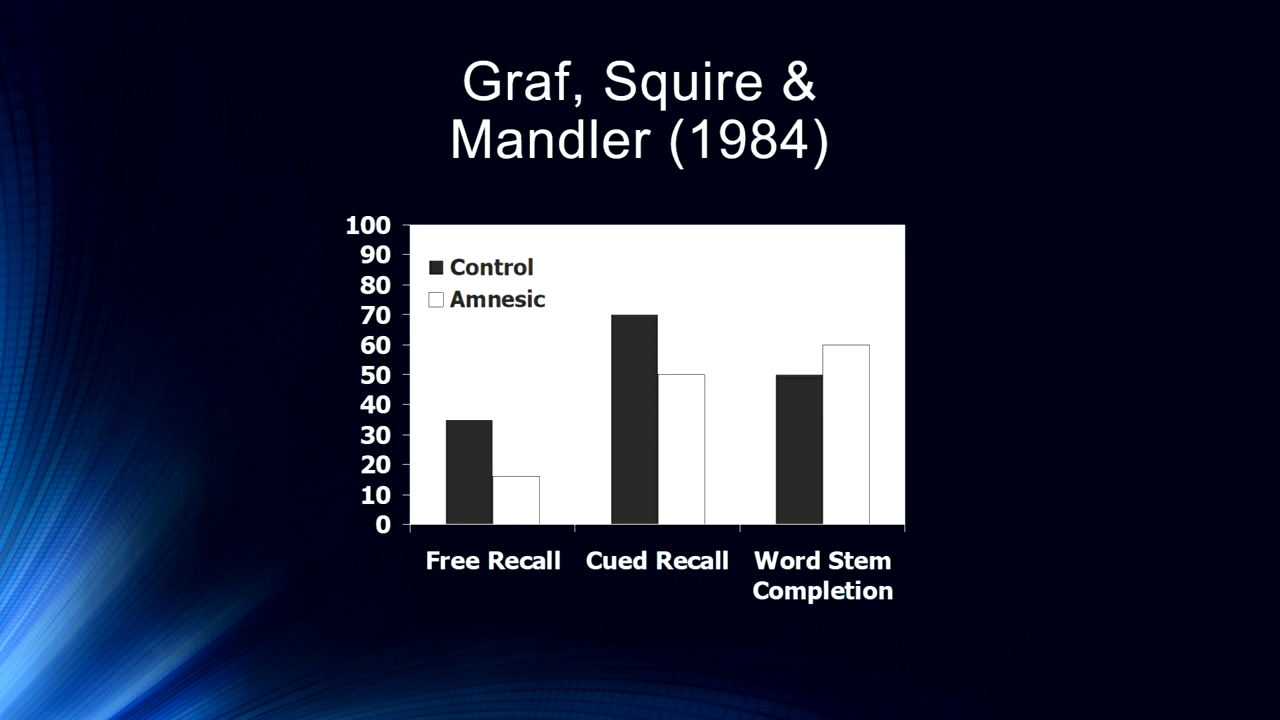 Graf, Squire &
Mandler (1984)
100
90
80
70
60
50
40
30
20
10
0
Control
Amnesic
Free Recall
Cued Recall
Word Stem
Completion